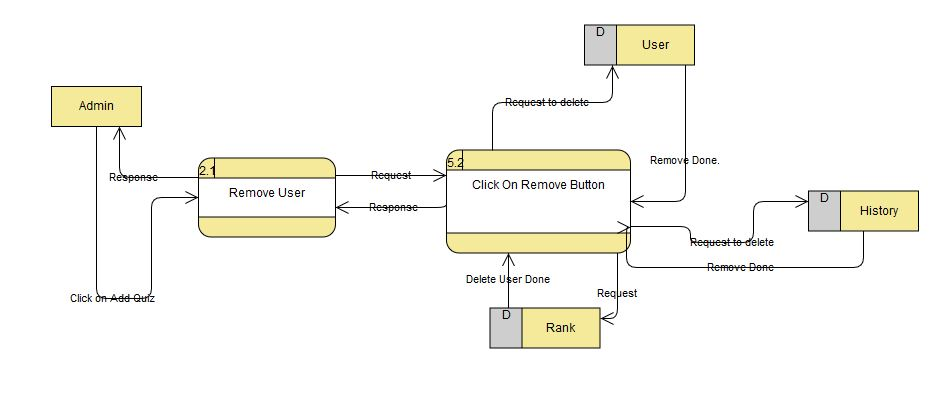 D
User
Admin
Request to delete
5.2
Remove Done.
2.1
Response
Request
Click On Remove Button
Remove User
D
History
Response
Request to delete
Remove Done
Delete User Done
Click on Add Quiz
Request
D
Rank